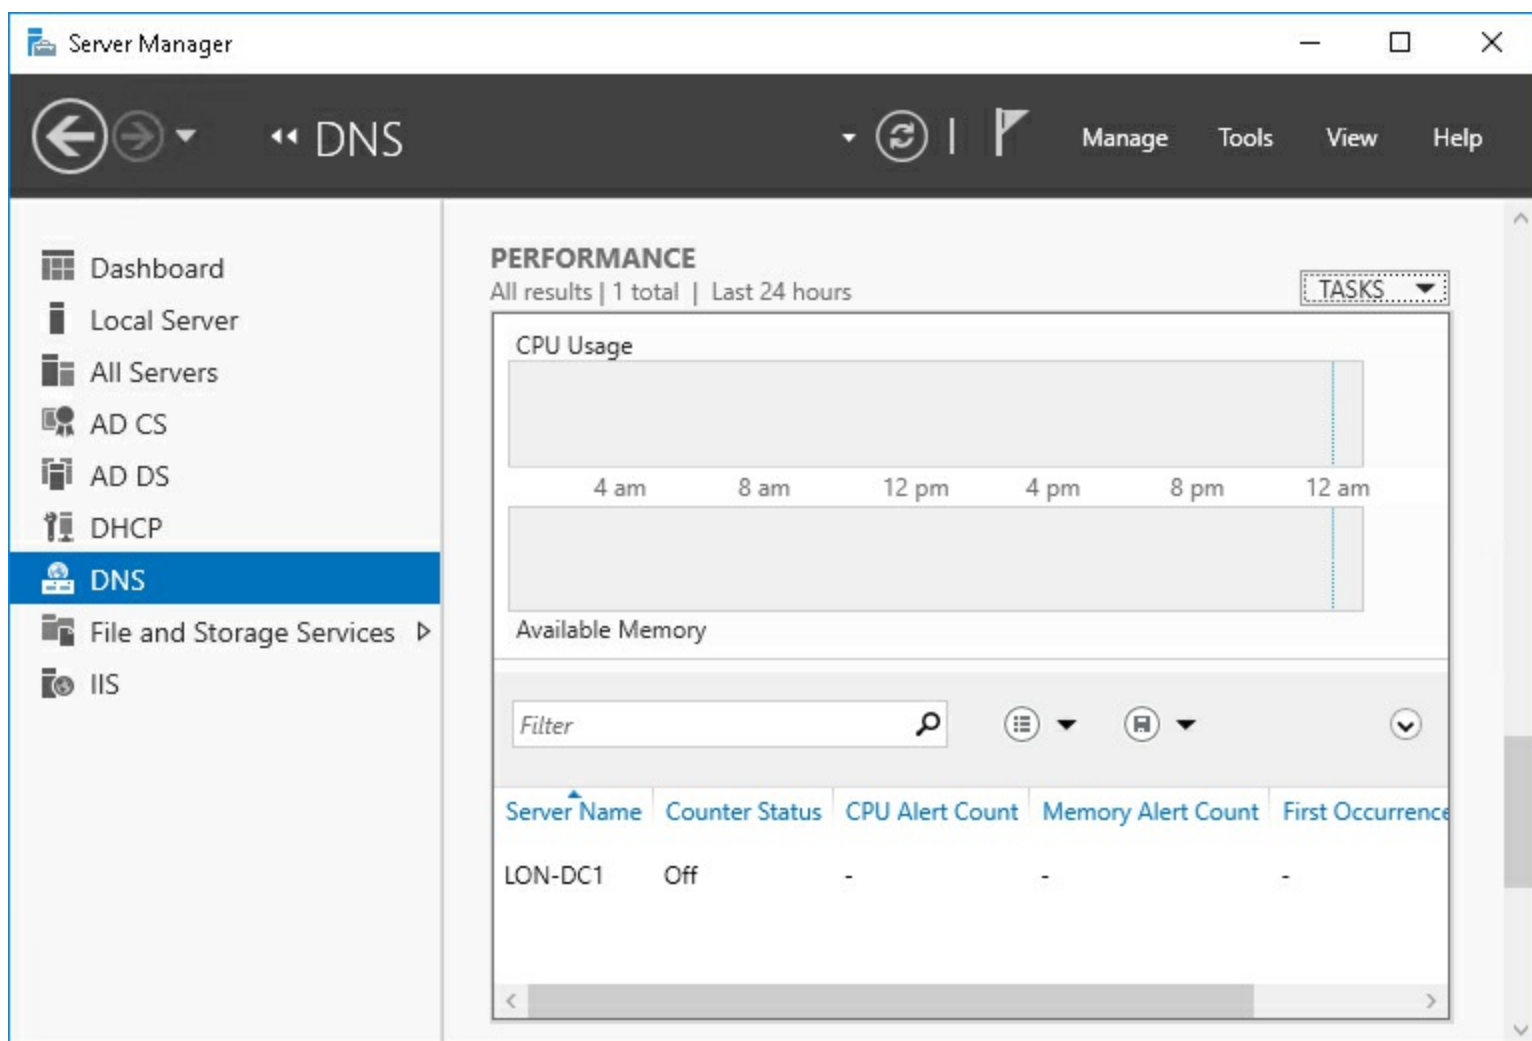 Server Manager
DNS
Manage Tools View Help
Dashboard
Local Server
All Servers
AD CS
AD DS
DHCP
DNS
File and Storage Services
IIS
PERFORMANCE
All results | 1 total | Last 24 hours
TASKS
CPU Usage
4 am 8 am 12 pm 4 pm 8 pm 12 am
Available Memory
Filter
Server Name Counter Status CPU Alert Count Memory Alert Count First Occurrence
LON-DC1 Off - - -